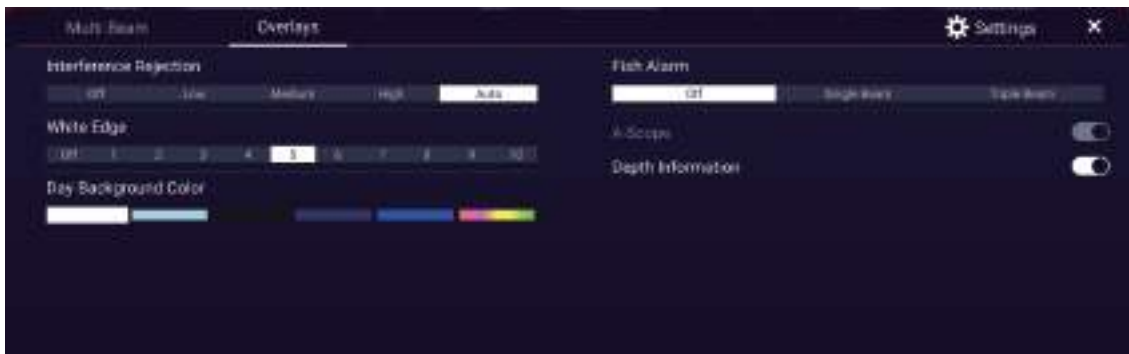 Multi Beam Overlays Settings
Interference Rejection
Off Low Medium High Auto
White Edge
Off 1 2 3 4 5 6 7 8 9 10
Day Background Color
Fish Alarm
Off Single Beam Triple Beam
A-Scope
Depth Information